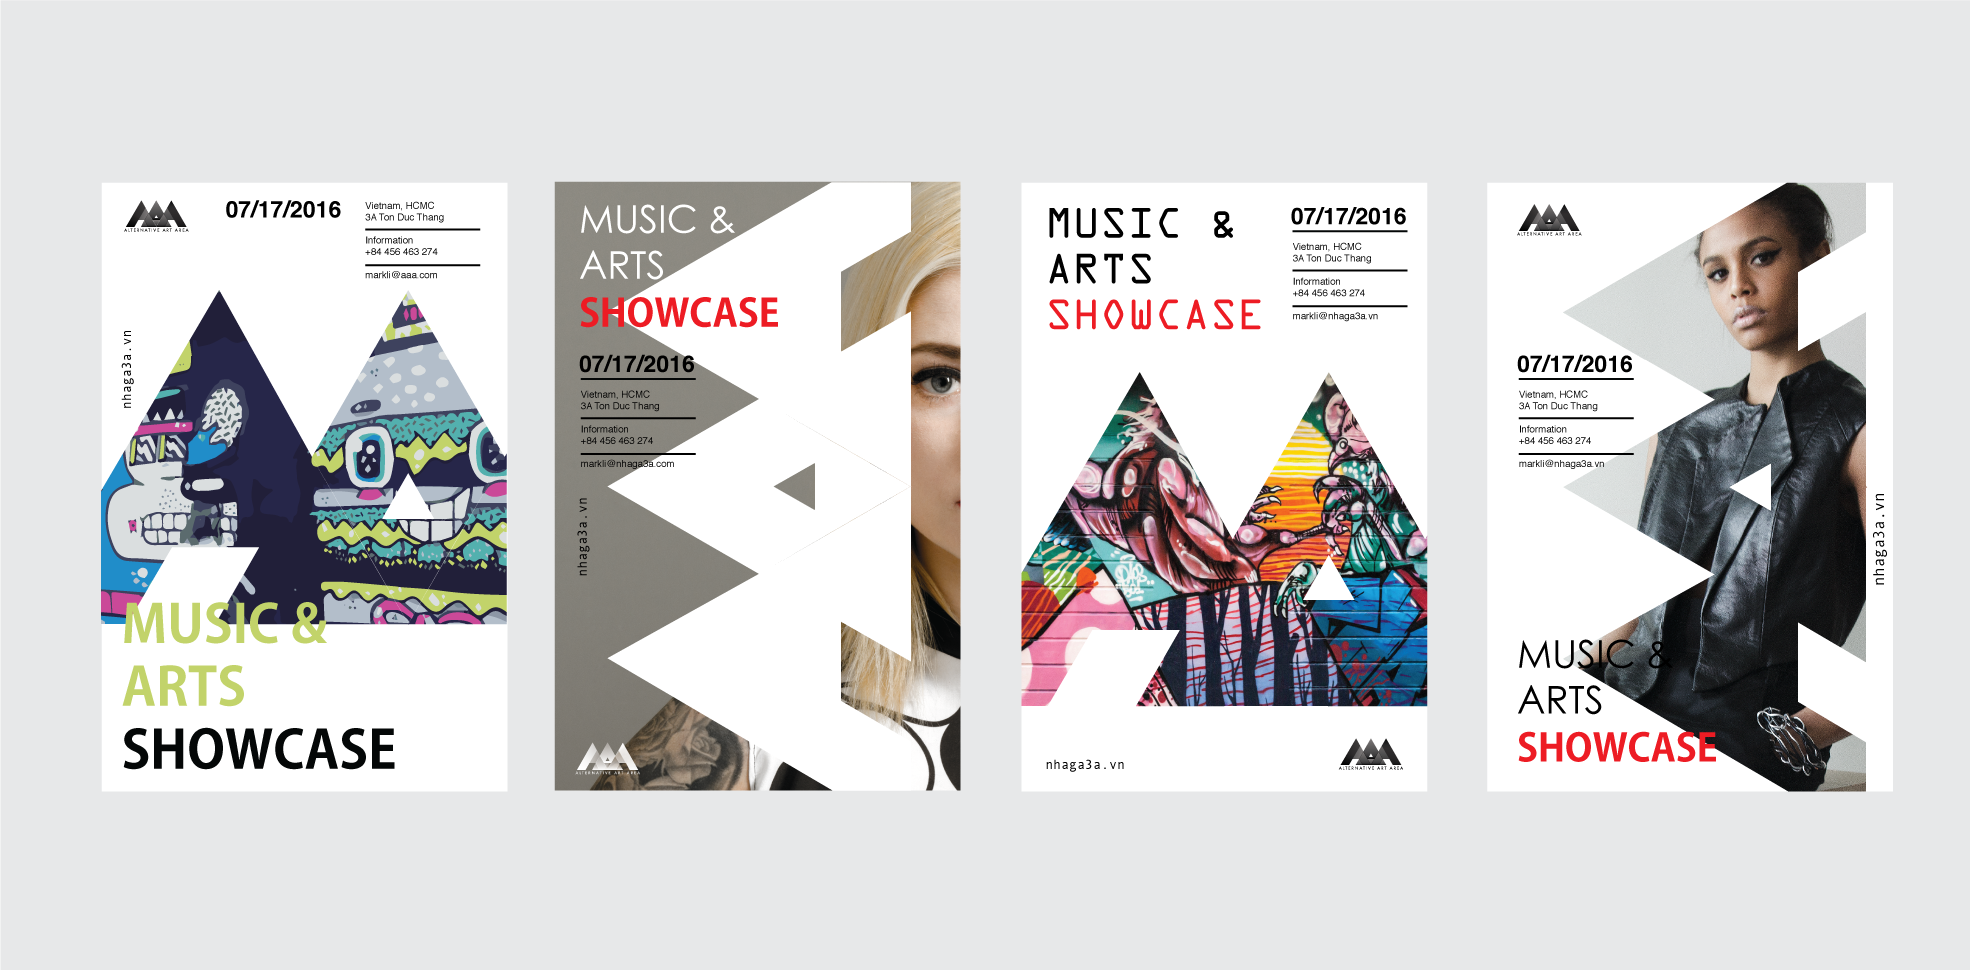 ALTERNATIVE ART AREA
07/17/2016
Vietnam, HCMC
3A Ton Duc Thang
Information
+84 456 463 274
markli@aaa.com
nhaga3a.vn
MUSIC &
ARTS
SHOWCASE
MUSIC &
ARTS
SHOWCASE
07/17/2016
Vietnam, HCMC
3A Ton Duc Thang
Information
+84 456 463 274
markli@nhaga3a.com
nhaga3a.vn
ALTERNATIVE ART AREA
MUSIC &
ARTS
SHOWCASE
07/17/2016
Vietnam, HCMC
3A Ton Duc Thang
Information
+84 456 463 274
markli@nhaga3a.vn
nhaga3a.vn
ALTERNATIVE ART AREA
ALTERNATIVE ART AREA
07/17/2016
Vietnam, HCMC
3A Ton Duc Thang
Information
+84 456 463 274
markli@nhaga3a.vn
nhaga3a.vn
MUSIC &
ARTS
SHOWCASE